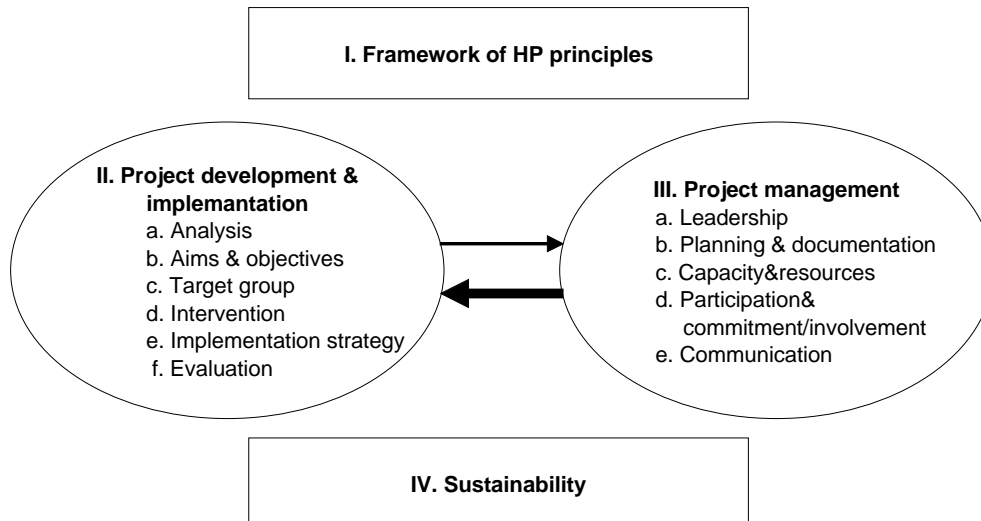 I. Framework of HP principles
II. Project development &
implemantation
a. Analysis
b. Aims & objectives
c. Target group
d. Intervention
e. Implementation strategy
f. Evaluation
III. Project management
a. Leadership
b. Planning & documentation
c. Capacity&resources
d. Participation&
commitment/involvement
e. Communication
IV. Sustainability